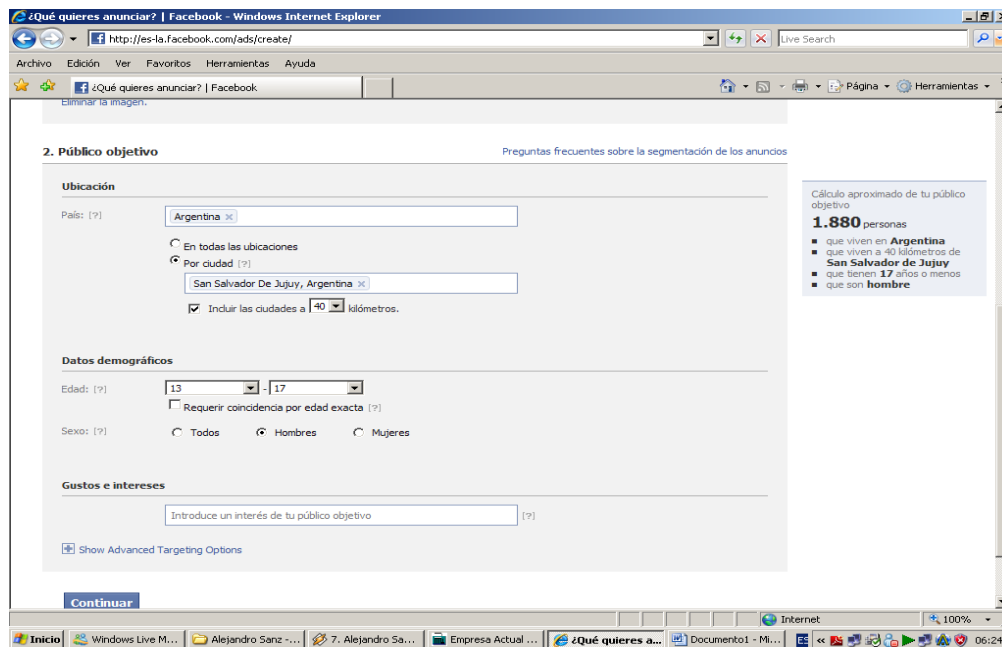 ¿Qué quieres anunciar? | Facebook - Windows Internet Explorer
http://es-la.facebook.com/ads/create/
Live Search
Archivo Edición Ver Favoritos Herramientas Ayuda
¿Qué quieres anunciar? | Facebook
Página
Herramientas
Eliminar la imagen.
2. Público objetivo
Preguntas frecuentes sobre la segmentación de los anuncios
Ubicación
País: [?]
Argentina ×
En todas las ubicaciones
Por ciudad [?]
San Salvador De Jujuy, Argentina ×
Incluir las ciudades a 40 kilómetros.
Datos demográficos
Edad: [?]
13 - 17
Requerir coincidencia por edad exacta [?]
Sexo: [?]
Todos Hombres Mujeres
Gustos e intereses
Introduce un interés de tu público objetivo [?]
Show Advanced Targeting Options
Continuar
Cálculo aproximado de tu público
objetivo
1.880 personas
que viven en Argentina
que viven a 40 kilómetros de
San Salvador de Jujuy
que tienen 17 años o menos
que son hombre
Internet
100%
Inicio
Windows Live M...
Alejandro Sanz -...
7. Alejandro Sa...
Empresa Actual ...
¿Qué quieres a...
Documento1 - Mi...
ES
«
06:24